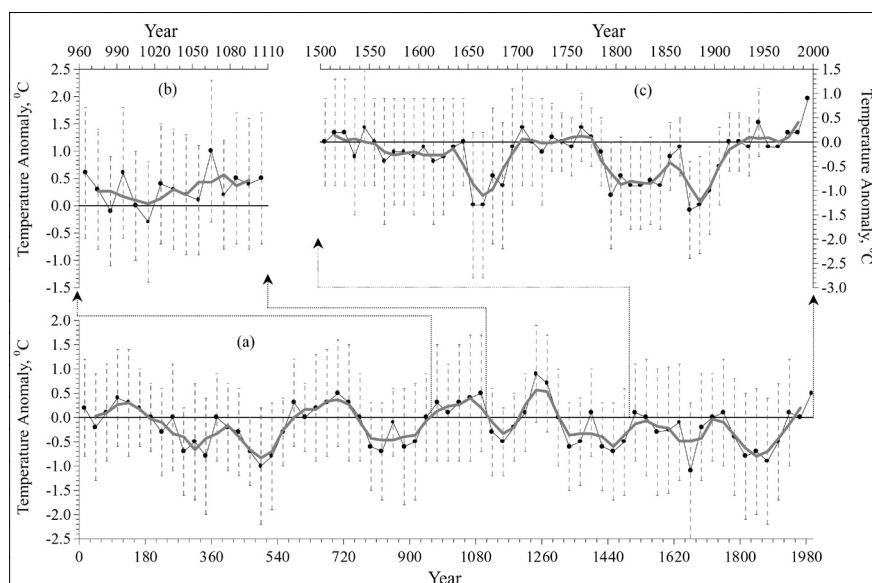 Year
Year
960 990 1020 1050 1080 1110
1500 1550 1600 1650 1700 1750 1800 1850 1900 1950 2000
(b)
(c)
2.5
2.0
1.5
1.0
0.5
0.0
-0.5
-1.0
-1.5
Temperature Anomaly, ⁰C
1.5
1.0
0.5
0.0
-0.5
-1.0
-1.5
-2.0
-2.5
-3.0
Temperature Anomaly, ⁰C
(a)
2.0
1.5
1.0
0.5
0.0
-0.5
-1.0
-1.5
-2.0
-2.5
Temperature Anomaly, ⁰C
0 180 360 540 720 900 1080 1260 1440 1620 1800 1980
Year